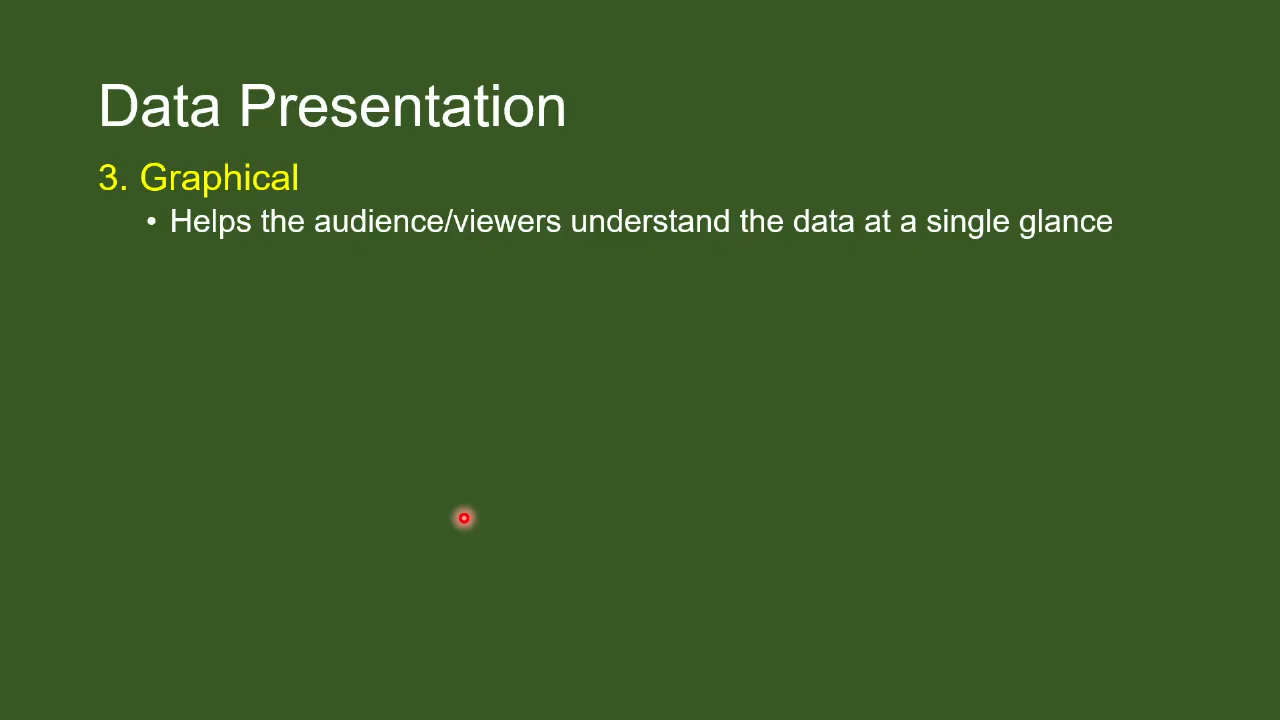 Data Presentation
3. Graphical
• Helps the audience/viewers understand the data at a single glance